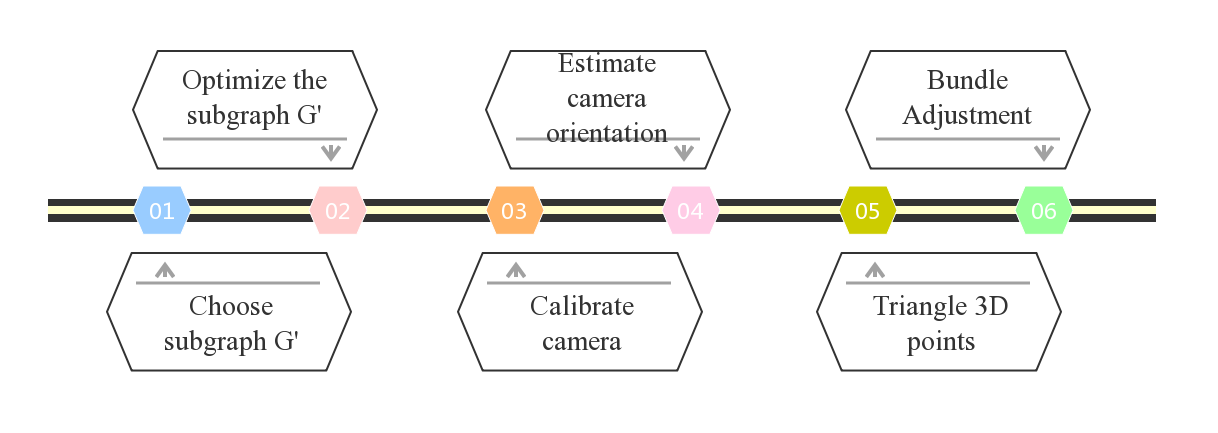 Optimize the
subgraph G'
Estimate
camera
orientation
Bundle
Adjustment
01
02
03
04
05
06
Choose
subgraph G'
Calibrate
camera
Triangle 3D
points